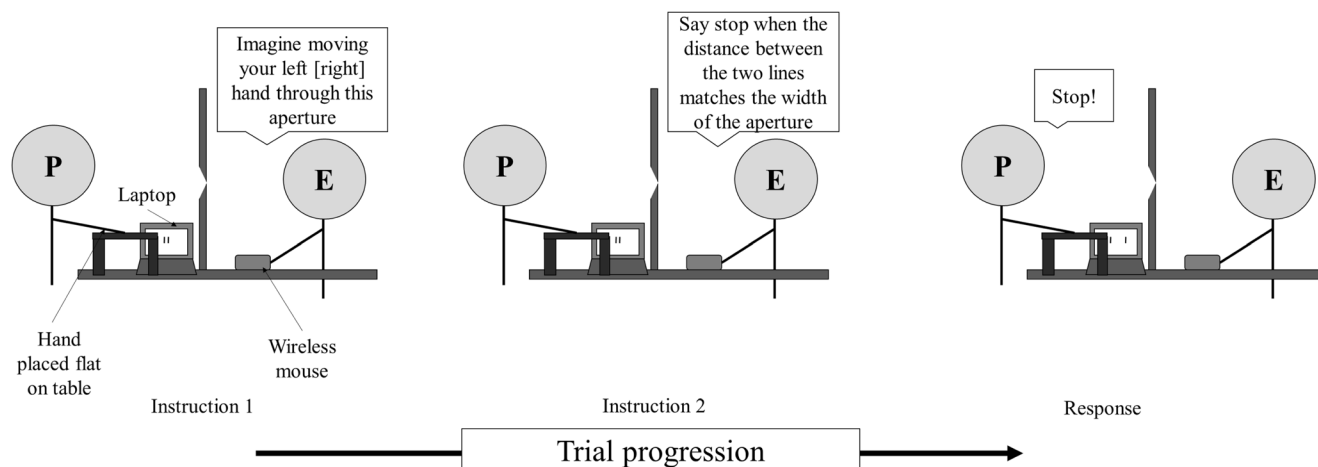 Imagine moving
your left [right]
hand through this
aperture
P
E
Laptop
Hand
placed flat
on table
Wireless
mouse
Instruction 1
Say stop when the
distance between
the two lines
matches the width
of the aperture
P
E
Instruction 2
Stop!
P
E
Response
Trial progression